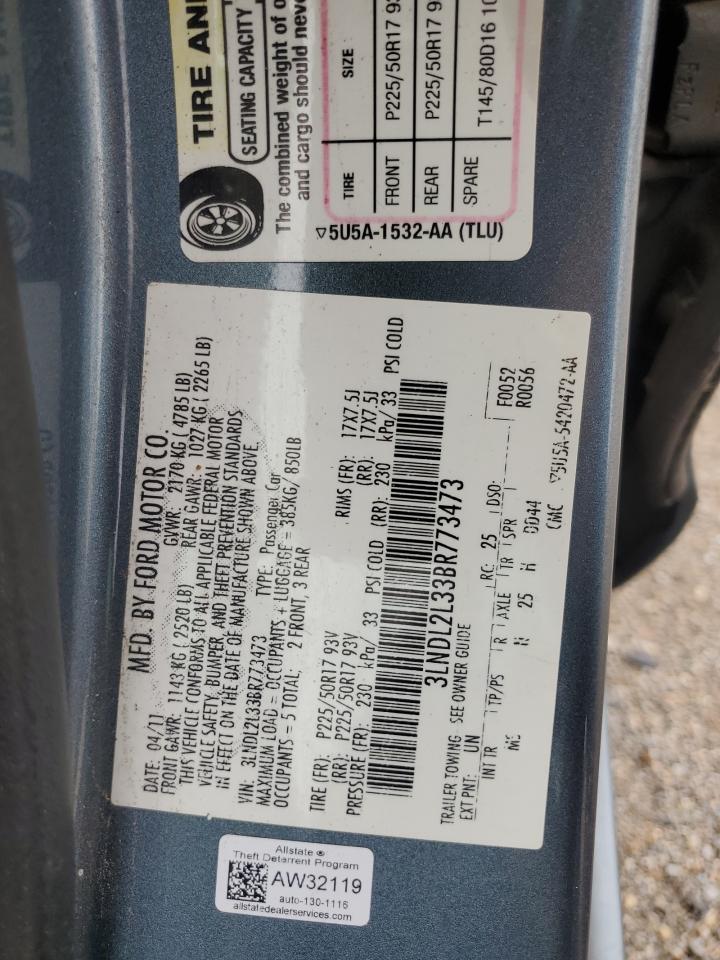 TIRE AN
SEATING CAPACITY
The combined weight of o
and cargo should neve
TIRE SIZE
FRONT P225/50R17 93
REAR P225/50R17 93
SPARE T145/80D16 10
5U5A-1532-AA (TLU)
MFD. BY FORD MOTOR CO.
DATE: 04/11 GVWR: 2170 KG ( 4785 LB)
FRONT GAWR: 1143 KG ( 2520 LB) REAR GAWR: 1027 KG ( 2265 LB)
THIS VEHICLE CONFORMS TO ALL APPLICABLE FEDERAL MOTOR
VEHICLE SAFETY, BUMPER, AND THEFT PREVENTION STANDARDS
IN EFFECT ON THE DATE OF MANUFACTURE SHOWN ABOVE.
VIN: 3LNDL2L33BR773473 TYPE: Passenger Car
MAXIMUM LOAD = OCCUPANTS + LUGGAGE = 385KG/ 850LB
OCCUPANTS = 5 TOTAL; 2 FRONT, 3 REAR
TIRE (FR): P225/50R17 93V RIMS (FR): 17X7.5J
(RR): P225/50R17 93V (RR): 17X7.5J
PRESSURE (FR): 230 kPa/ 33 PSI COLD (RR): 230 kPa/ 33 PSI COLD
3LNDL2L33BR773473
TRAILER TOWING - SEE OWNER GUIDE
EXT PNT: UN RC: 25 DSO: F0052
R0056
INT TR TP/PS R AXLE TR SPR
MS 25 H DD44
CMC ▽5U5A-5420472-AA
Allstate ®
Theft Deterrent Program
AW32119
auto-130-1116
allstatedealerservices.com